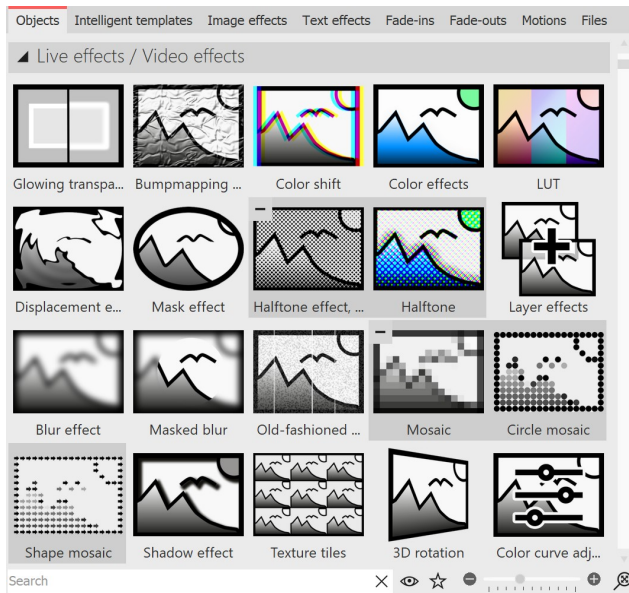 Objects Intelligent templates Image effects Text effects Fade-ins Fade-outs Motions Files
Live effects / Video effects
Glowing transpa... Bumpmapping ... Color shift Color effects LUT
Displacement e... Mask effect Halftone effect, ... Halftone Layer effects
Blur effect Masked blur Old-fashioned ... Mosaic Circle mosaic
Shape mosaic Shadow effect Texture tiles 3D rotation Color curve adj...
Search